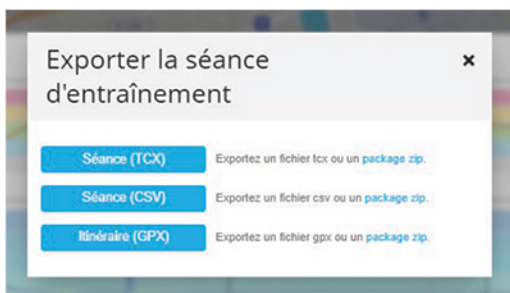 Exporter la séance
d'entraînement
×
Séance (TCX) Exportez un fichier tcx ou un package zip.
Séance (CSV) Exportez un fichier csv ou un package zip.
Itinéraire (GPX) Exportez un fichier gpx ou un package zip.